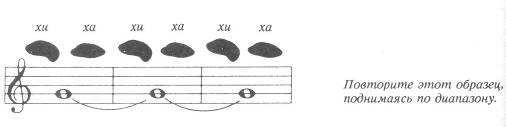 хи ха хи ха хи ха
Повторите этот образец,
поднимаясь по диапазону.